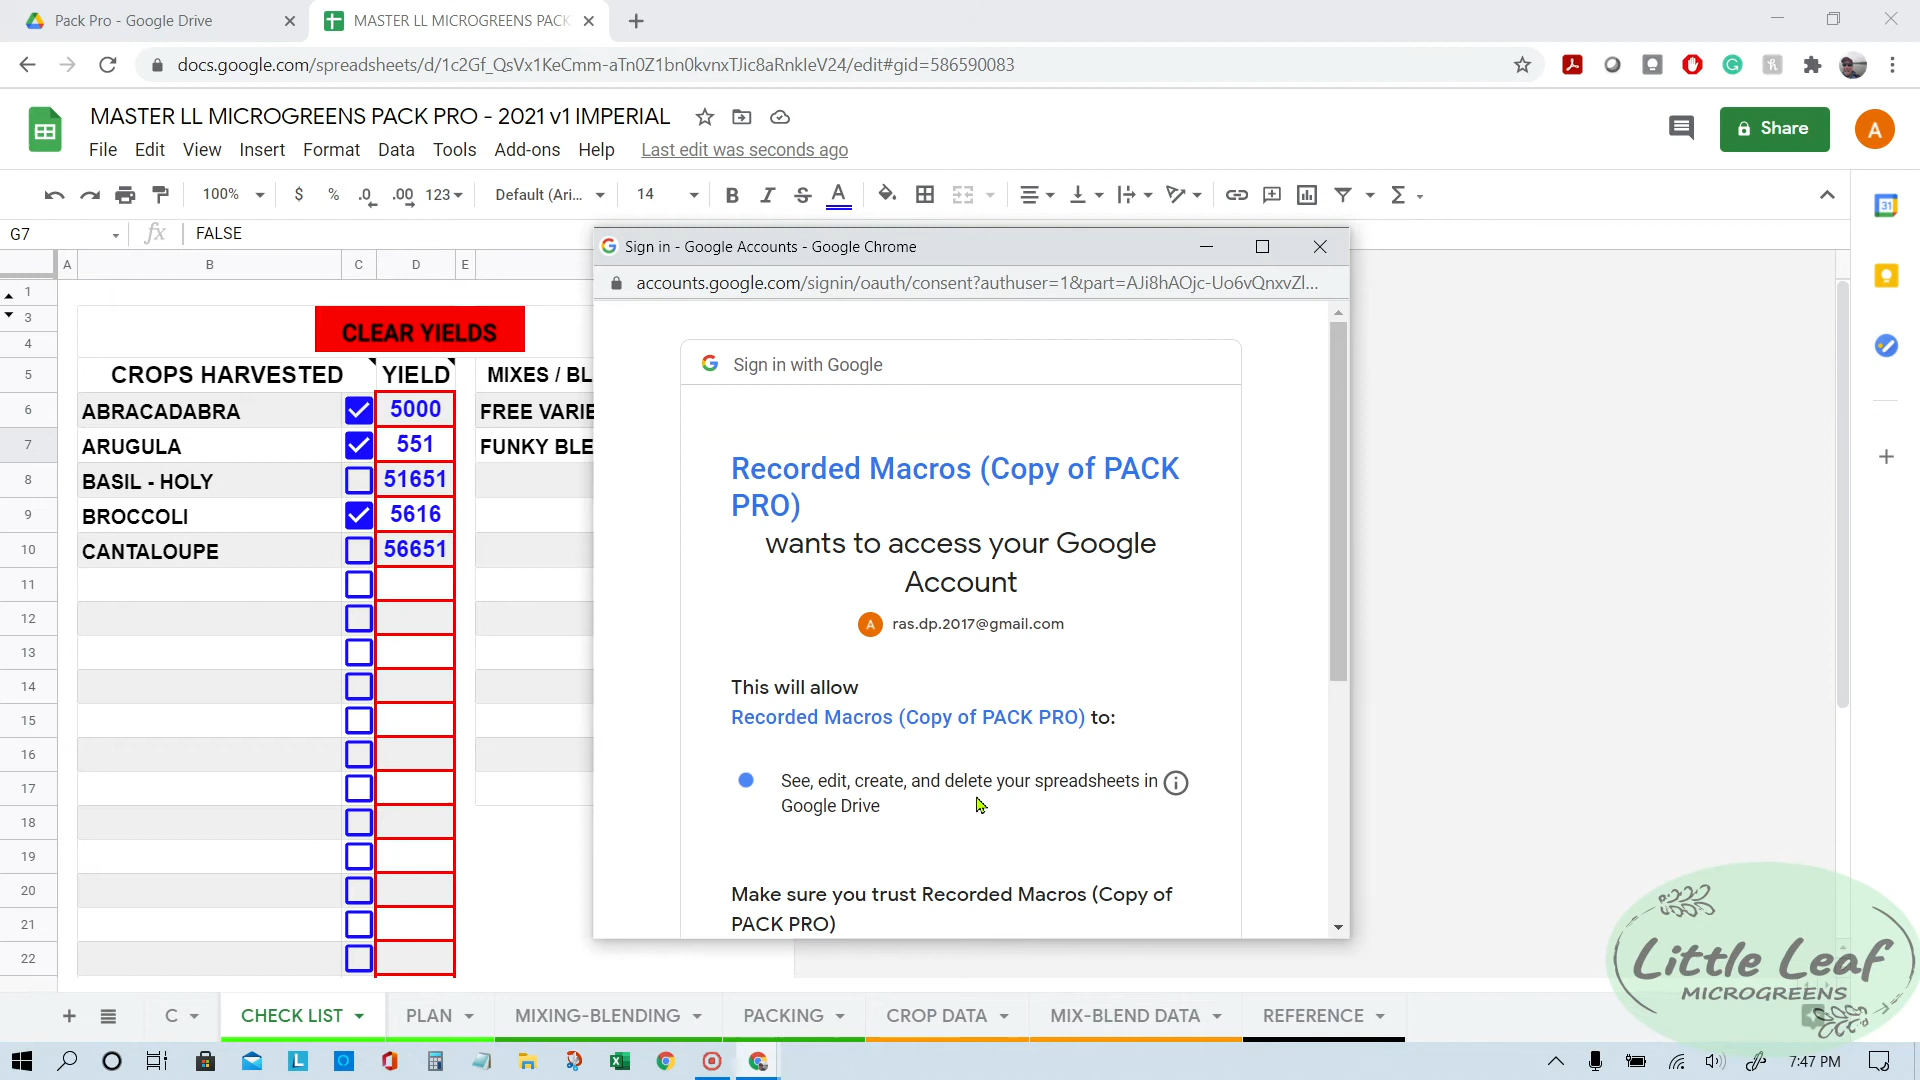 Pack Pro - Google Drive
MASTER LL MICROGREENS PACK
docs.google.com/spreadsheets/d/1c2Gf_QsVx1KeCmm-aTn0Z1bn0kvnxTJic8aRnkIeV24/edit#gid=586590083
MASTER LL MICROGREENS PACK PRO - 2021 v1 IMPERIAL
Share
A
File Edit View Insert Format Data Tools Add-ons Help Last edit was seconds ago
100% $ % .0 .00 123 Default (Ari... 14 B I S A
31
G7 fx FALSE
A B C D E
1
3
4
5
6
7
8
9
10
11
12
13
14
15
16
17
18
19
20
21
22
CLEAR YIELDS
CROPS HARVESTED YIELD MIXES / BL
ABRACADABRA 5000 FREE VARIE
ARUGULA 551 FUNKY BLE
BASIL - HOLY 51651
BROCCOLI 5616
CANTALOUPE 56651
Sign in - Google Accounts - Google Chrome
accounts.google.com/signin/oauth/consent?authuser=1&part=AJi8hAOjc-Uo6vQnxvZl...
Sign in with Google
Recorded Macros (Copy of PACK
PRO)
wants to access your Google
Account
A ras.dp.2017@gmail.com
This will allow
Recorded Macros (Copy of PACK PRO) to:
See, edit, create, and delete your spreadsheets in
Google Drive
Make sure you trust Recorded Macros (Copy of
PACK PRO)
Little Leaf
MICROGREENS
C CHECK LIST PLAN MIXING-BLENDING PACKING CROP DATA MIX-BLEND DATA REFERENCE
7:47 PM